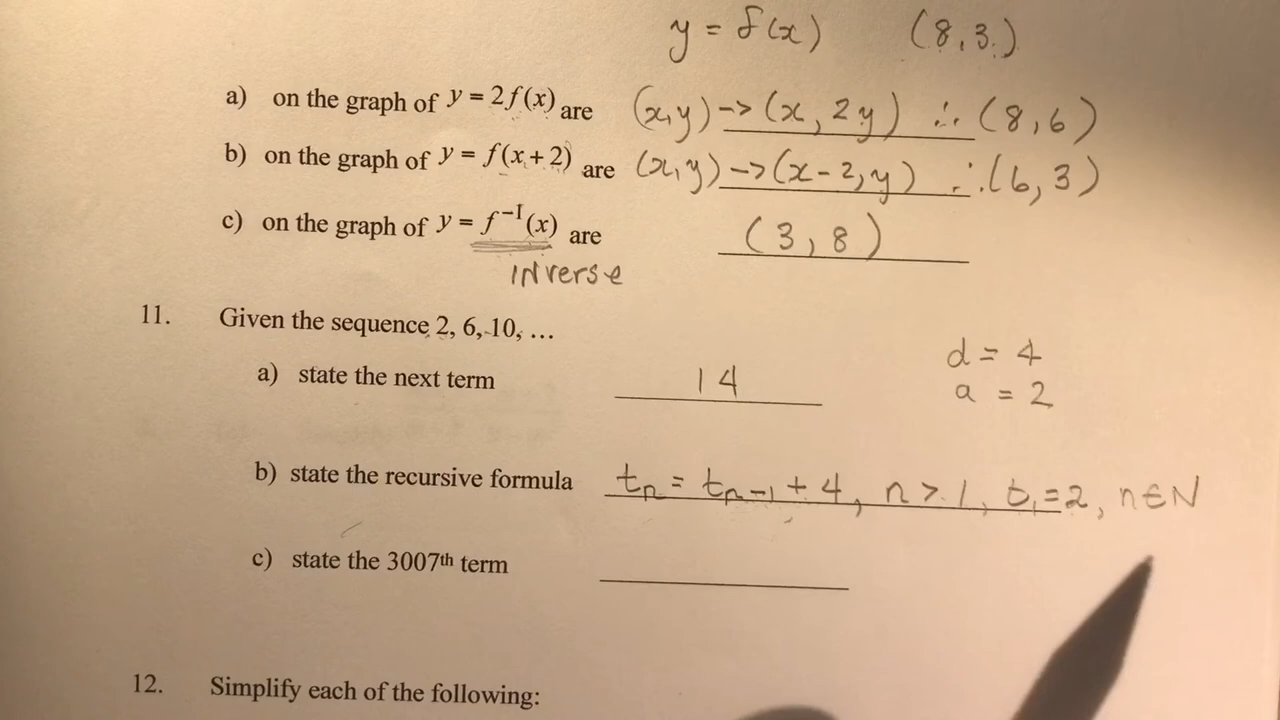 y = f(x) (8,3)
a) on the graph of y = 2f(x) are (x,y) -> (x, 2y) ∴ (8,6)
b) on the graph of y = f(x+2) are (x,y) -> (x-2, y) ∴ (6,3)
c) on the graph of y = f⁻¹(x) are (3,8)
INverse
11. Given the sequence 2, 6, 10, …
d = 4
a) state the next term 14
a = 2
b) state the recursive formula tₙ = tₙ₋₁ + 4, n > 1, t₁ = 2, n ∈ N
c) state the 3007th term
12. Simplify each of the following: